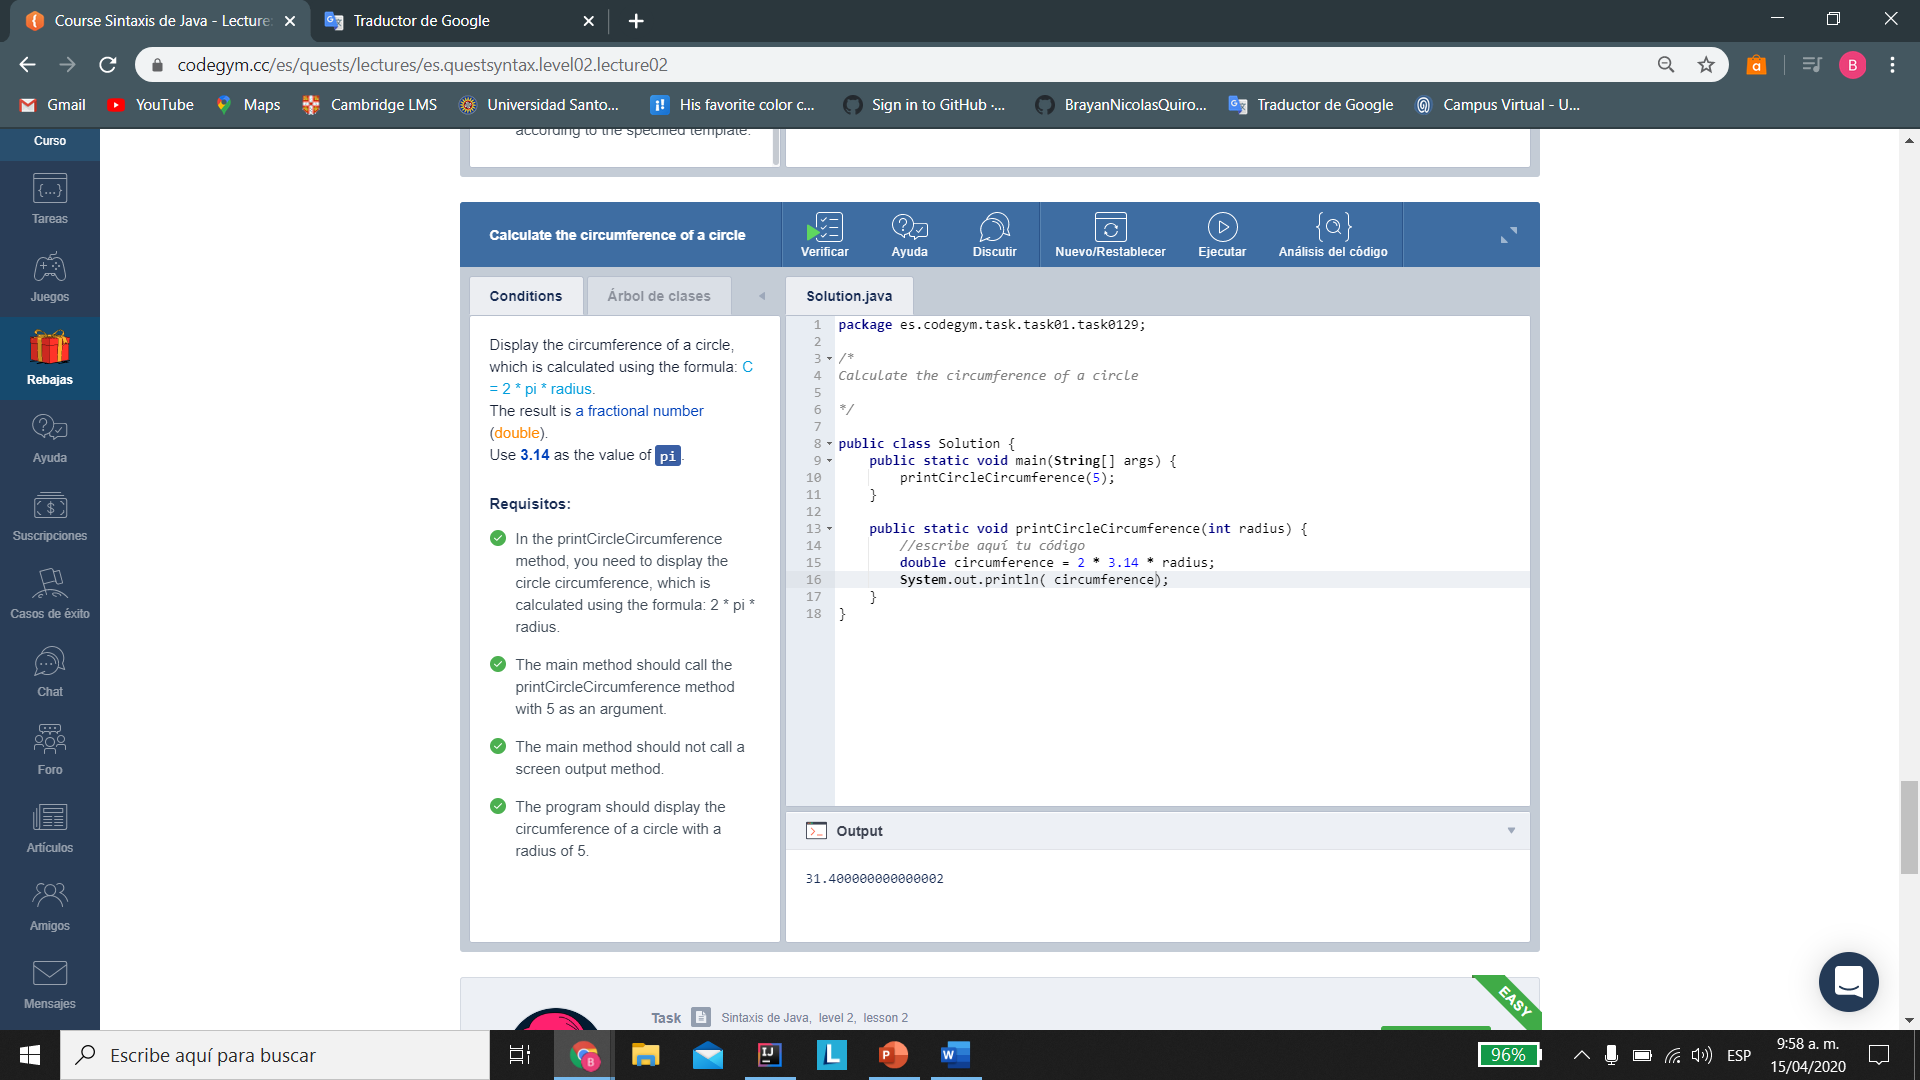 Course Sintaxis de Java - Lecture:
Traductor de Google
codegym.cc/es/quests/lectures/es.questsyntax.level02.lecture02
B
Gmail
YouTube
Maps
Cambridge LMS
Universidad Santo...
His favorite color c...
Sign in to GitHub ·...
BrayanNicolasQuiro...
Traductor de Google
Campus Virtual - U...
Curso
Tareas
Juegos
Rebajas
Ayuda
Suscripciones
Casos de éxito
Chat
Foro
Artículos
Amigos
Mensajes
according to the specified template.
Calculate the circumference of a circle
Verificar
Ayuda
Discutir
Nuevo/Restablecer
Ejecutar
Análisis del código
Conditions
Árbol de clases
Display the circumference of a circle,
which is calculated using the formula: C
= 2 * pi * radius.
The result is a fractional number
(double).
Use 3.14 as the value of pi.
Requisitos:
In the printCircleCircumference
method, you need to display the
circle circumference, which is
calculated using the formula: 2 * pi *
radius.
The main method should call the
printCircleCircumference method
with 5 as an argument.
The main method should not call a
screen output method.
The program should display the
circumference of a circle with a
radius of 5.
Solution.java
1 package es.codegym.task.task01.task0129;
2
3 /*
4 Calculate the circumference of a circle
5
6 */
7
8 public class Solution {
9 public static void main(String[] args) {
10 printCircleCircumference(5);
11 }
12
13 public static void printCircleCircumference(int radius) {
14 //escribe aquí tu código
15 double circumference = 2 * 3.14 * radius;
16 System.out.println( circumference);
17 }
18 }
Output
31.400000000000002
Task
Sintaxis de Java, level 2, lesson 2
EASY
Escribe aquí para buscar
96%
ESP
9:58 a. m.
15/04/2020